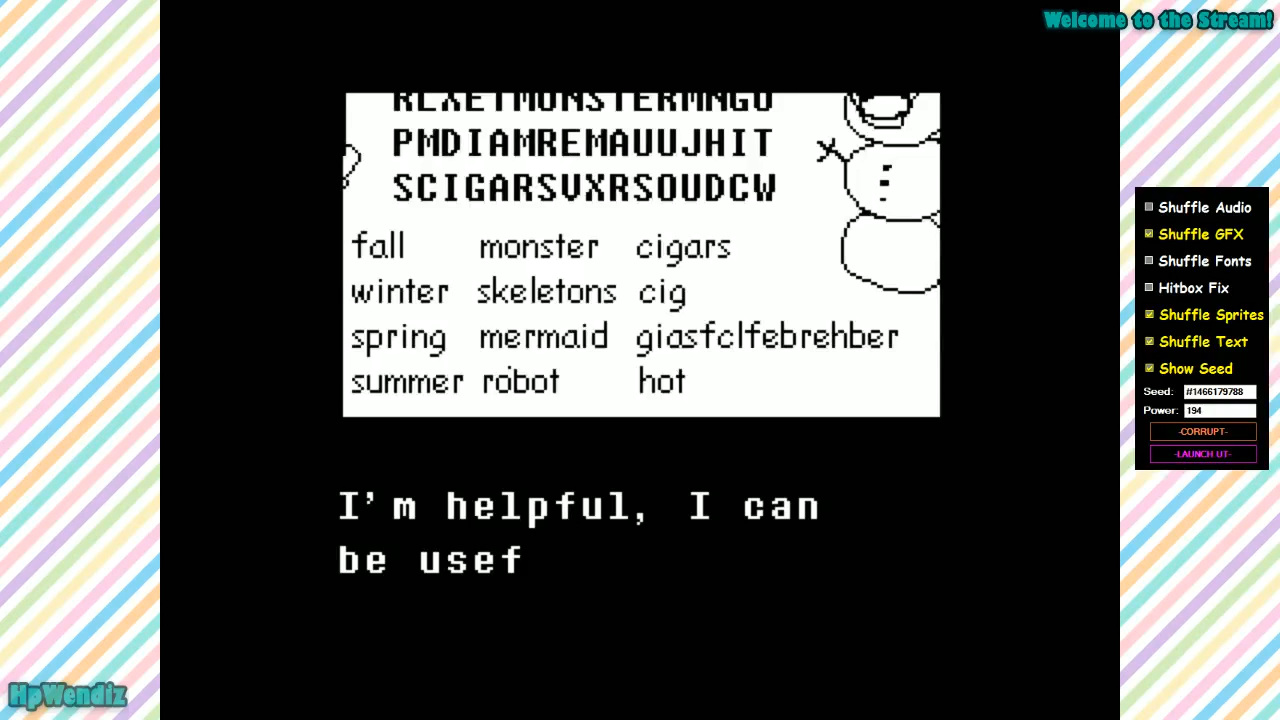 Welcome to the Stream!
RLXETMONSTERMNGO
PMDIAMREMAUUJHIT
SCIGARSVXRSOUDCW
fall monster cigars
winter skeletons cig
spring mermaid giasfclfebrehber
summer robot hot
I'm helpful, I can
be usef
Shuffle Audio
Shuffle GFX
Shuffle Fonts
Hitbox Fix
Shuffle Sprites
Shuffle Text
Show Seed
Seed: #1466179788
Power: 194
-CORRUPT-
-LAUNCH UT-
HpWendiz